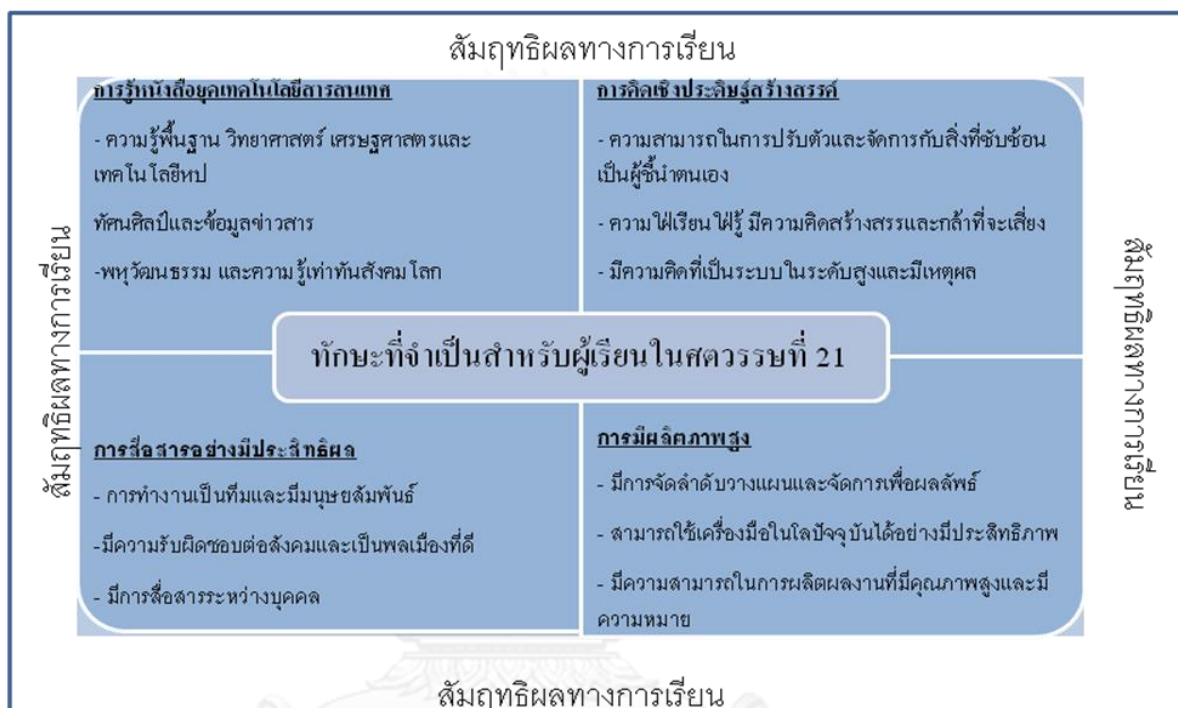 สัมฤทธิผลทางการเรียน
การรู้หนังสือยุคเทคโนโลยีสารสนเทศ
- ความรู้พื้นฐาน วิทยาศาสตร์ เศรษฐศาสตรและ
เทคโนโลยีหป
ทัศนศิลป์และข้อมูลข่าวสาร
-พหุวัฒนธรรม และความรู้เท่าทันสังคมโลก
การคิดเชิงประดิษฐ์สร้างสรรค์
- ความสามารถในการปรับตัวและจัดการกับสิ่งที่ซับซ้อน
เป็นผู้ชี้นำตนเอง
- ความใฝ่เรียนใฝ่รู้ มีความคิดสร้างสรรและกล้าที่จะเสี่ยง
- มีความคิดที่เป็นระบบในระดับสูงและมีเหตุผล
สัมฤทธิผลทางการเรียน
ทักษะที่จำเป็นสำหรับผู้เรียนในศตวรรษที่ 21
สัมฤทธิผลทางการเรียน
การสื่อสารอย่างมีประสิทธิผล
- การทำงานเป็นทีมและมีมนุษยสัมพันธ์
-มีความรับผิดชอบต่อสังคมและเป็นพลเมืองที่ดี
- มีการสื่อสารระหว่างบุคคล
การมีผลิตภาพสูง
- มีการจัดลำดับวางแผนและจัดการเพื่อผลลัพธ์
- สามารถใช้เครื่องมือในโลปัจจุบันได้อย่างมีประสิทธิภาพ
- มีความสามารถในการผลิตผลงานที่มีคุณภาพสูงและมี
ความหมาย
สัมฤทธิผลทางการเรียน